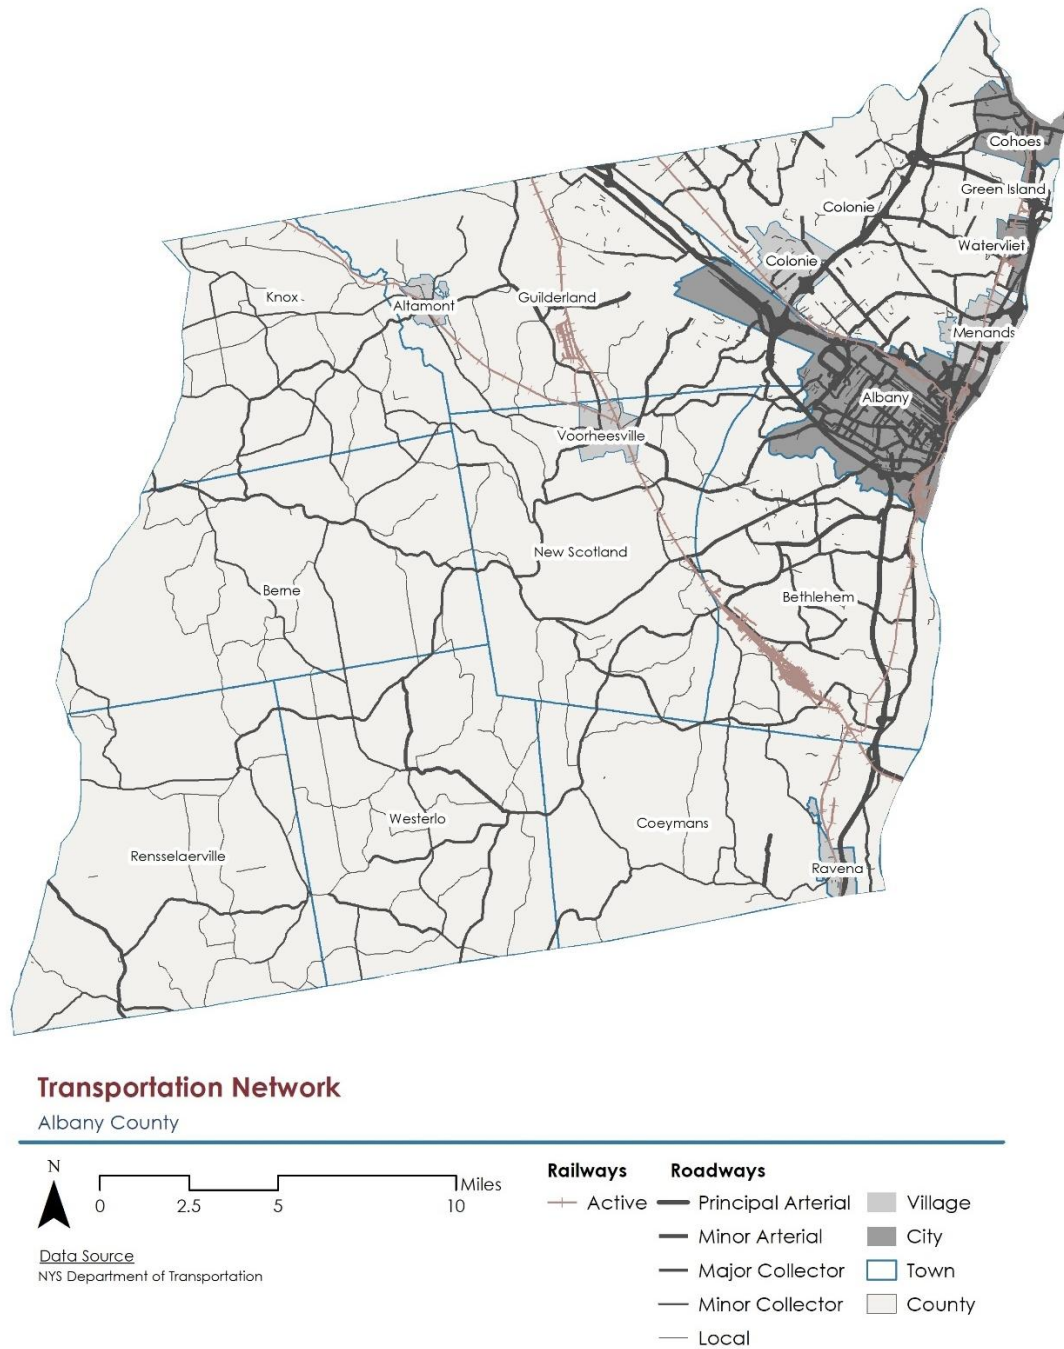 Cohoes
Green Island
Colonie
Watervliet
Colonie
Knox
Altamont
Guilderland
Menands
Albany
Voorheesville
New Scotland
Berne
Bethlehem
Westerlo
Coeymans
Rensselaerville
Ravena
Transportation Network
Albany County
N
Miles
0 2.5 5 10
Data Source
NYS Department of Transportation
Railways
Active
Roadways
Principal Arterial
Minor Arterial
Major Collector
Minor Collector
Local
Village
City
Town
County